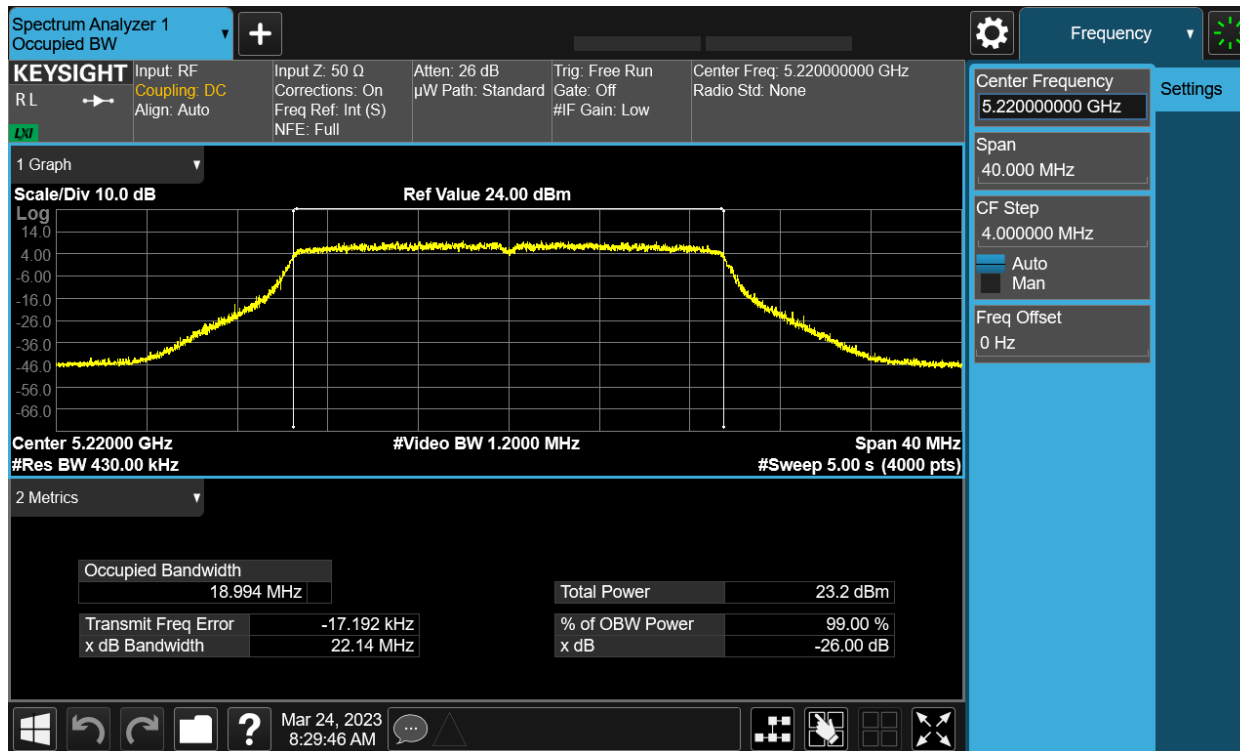 Spectrum Analyzer 1
Occupied BW
▼
+
Frequency
▼
KEYSIGHT
R L
LXI
Input: RF
Coupling: DC
Align: Auto
Input Z: 50 Ω
Corrections: On
Freq Ref: Int (S)
NFE: Full
Atten: 26 dB
µW Path: Standard
Trig: Free Run
Gate: Off
#IF Gain: Low
Center Freq: 5.220000000 GHz
Radio Std: None
Center Frequency
5.220000000 GHz
Settings
Span
40.000 MHz
CF Step
4.000000 MHz
Auto
Man
Freq Offset
0 Hz
1 Graph
▼
Scale/Div 10.0 dB
Ref Value 24.00 dBm
Log
14.0
4.00
-6.00
-16.0
-26.0
-36.0
-46.0
-56.0
-66.0
Center 5.22000 GHz
#Video BW 1.2000 MHz
Span 40 MHz
#Res BW 430.00 kHz
#Sweep 5.00 s (4000 pts)
2 Metrics
▼
Occupied Bandwidth
18.994 MHz
Total Power 23.2 dBm
Transmit Freq Error -17.192 kHz
% of OBW Power 99.00 %
x dB Bandwidth 22.14 MHz
x dB -26.00 dB
?
Mar 24, 2023
8:29:46 AM